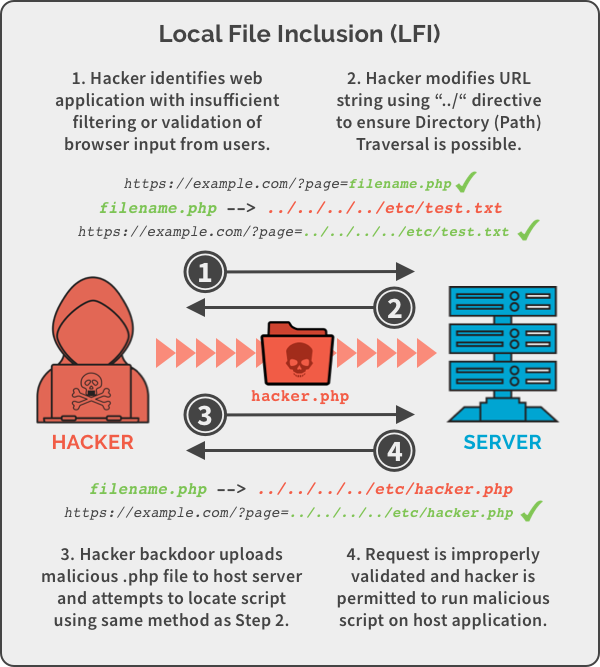 Local File Inclusion (LFI)
1. Hacker identifies web
application with insufficient
filtering or validation of
browser input from users.
2. Hacker modifies URL
string using “../“ directive
to ensure Directory (Path)
Traversal is possible.
https://example.com/?page=filename.php
filename.php --> ../../../../etc/test.txt
https://example.com/?page=../../../../etc/test.txt
1
2
hacker.php
3
4
HACKER
SERVER
filename.php --> ../../../../etc/hacker.php
https://example.com/?page=../../../../etc/hacker.php
3. Hacker backdoor uploads
malicious .php file to host server
and attempts to locate script
using same method as Step 2.
4. Request is improperly
validated and hacker is
permitted to run malicious
script on host application.